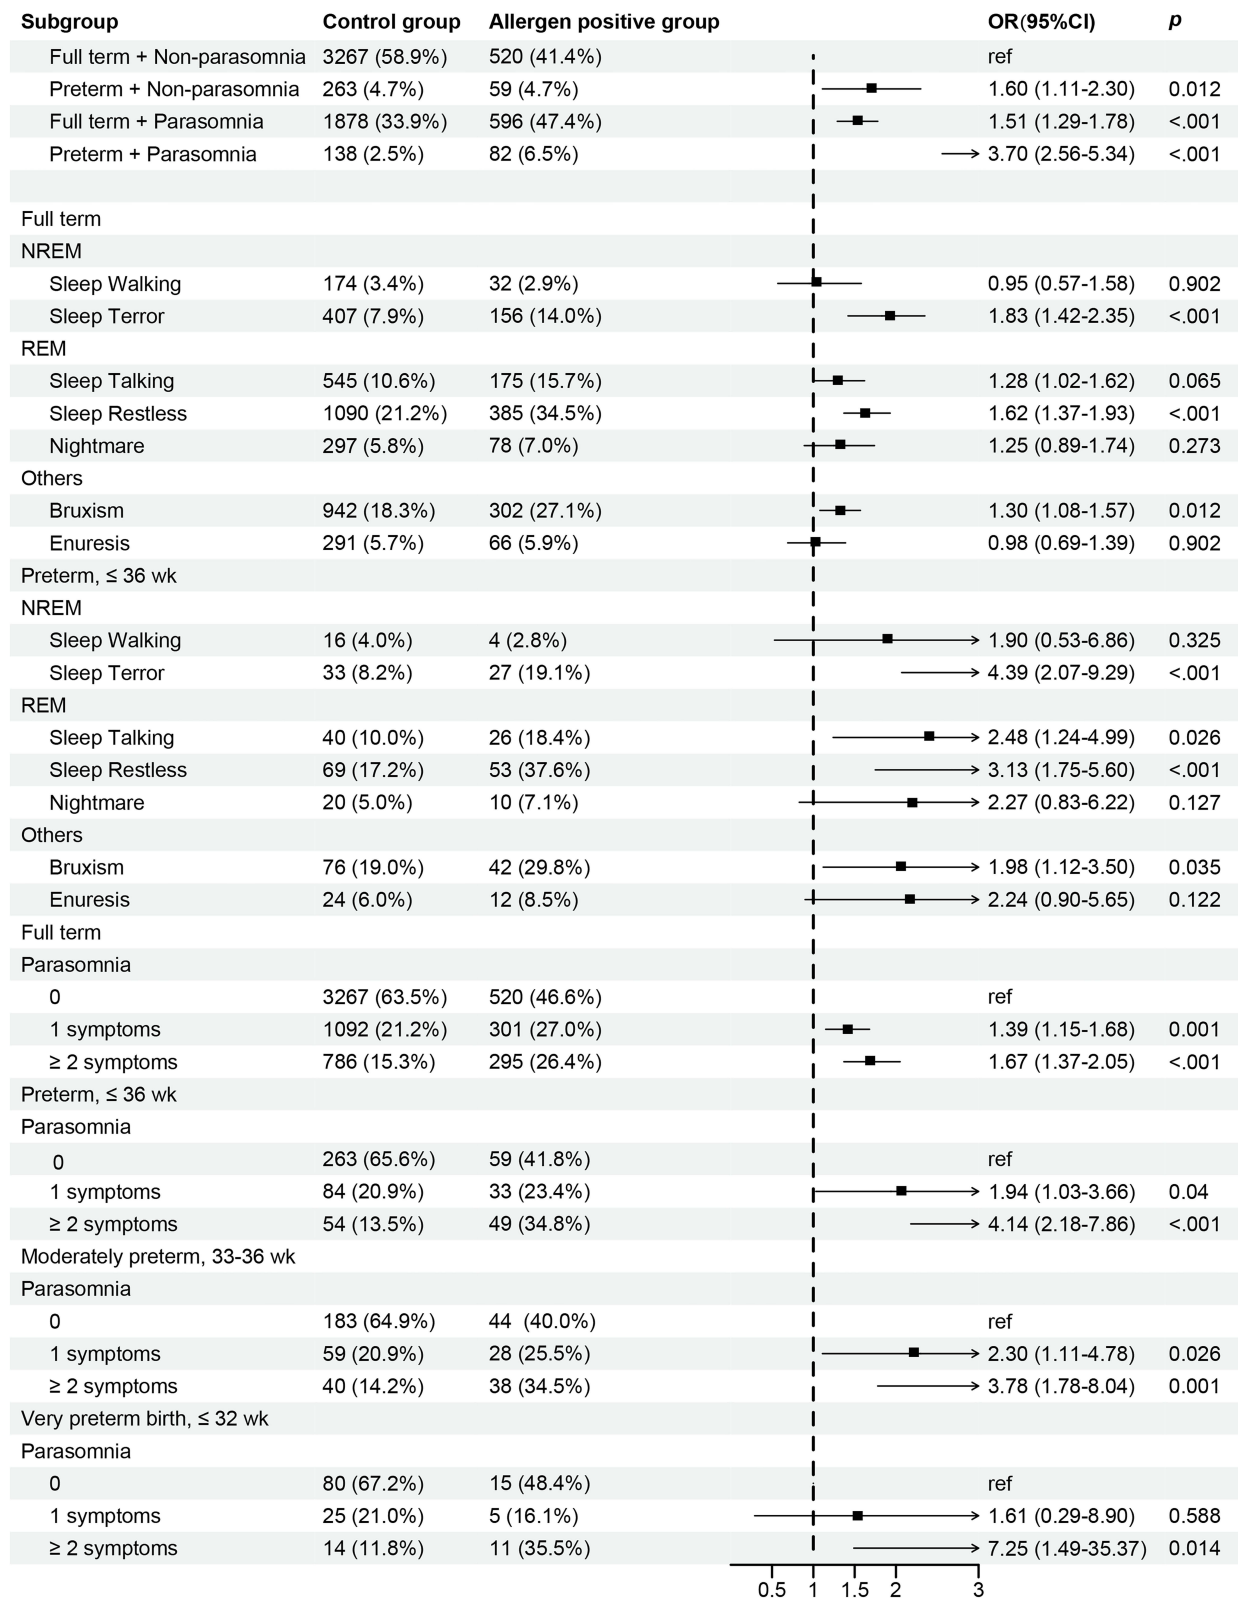 Subgroup Control group Allergen positive group OR(95%CI) p
Full term + Non-parasomnia 3267 (58.9%) 520 (41.4%) ref
Preterm + Non-parasomnia 263 (4.7%) 59 (4.7%) 1.60 (1.11-2.30) 0.012
Full term + Parasomnia 1878 (33.9%) 596 (47.4%) 1.51 (1.29-1.78) <.001
Preterm + Parasomnia 138 (2.5%) 82 (6.5%) 3.70 (2.56-5.34) <.001
Full term
NREM
Sleep Walking 174 (3.4%) 32 (2.9%) 0.95 (0.57-1.58) 0.902
Sleep Terror 407 (7.9%) 156 (14.0%) 1.83 (1.42-2.35) <.001
REM
Sleep Talking 545 (10.6%) 175 (15.7%) 1.28 (1.02-1.62) 0.065
Sleep Restless 1090 (21.2%) 385 (34.5%) 1.62 (1.37-1.93) <.001
Nightmare 297 (5.8%) 78 (7.0%) 1.25 (0.89-1.74) 0.273
Others
Bruxism 942 (18.3%) 302 (27.1%) 1.30 (1.08-1.57) 0.012
Enuresis 291 (5.7%) 66 (5.9%) 0.98 (0.69-1.39) 0.902
Preterm, ≤ 36 wk
NREM
Sleep Walking 16 (4.0%) 4 (2.8%) 1.90 (0.53-6.86) 0.325
Sleep Terror 33 (8.2%) 27 (19.1%) 4.39 (2.07-9.29) <.001
REM
Sleep Talking 40 (10.0%) 26 (18.4%) 2.48 (1.24-4.99) 0.026
Sleep Restless 69 (17.2%) 53 (37.6%) 3.13 (1.75-5.60) <.001
Nightmare 20 (5.0%) 10 (7.1%) 2.27 (0.83-6.22) 0.127
Others
Bruxism 76 (19.0%) 42 (29.8%) 1.98 (1.12-3.50) 0.035
Enuresis 24 (6.0%) 12 (8.5%) 2.24 (0.90-5.65) 0.122
Full term
Parasomnia
0 3267 (63.5%) 520 (46.6%) ref
1 symptoms 1092 (21.2%) 301 (27.0%) 1.39 (1.15-1.68) 0.001
≥ 2 symptoms 786 (15.3%) 295 (26.4%) 1.67 (1.37-2.05) <.001
Preterm, ≤ 36 wk
Parasomnia
0 263 (65.6%) 59 (41.8%) ref
1 symptoms 84 (20.9%) 33 (23.4%) 1.94 (1.03-3.66) 0.04
≥ 2 symptoms 54 (13.5%) 49 (34.8%) 4.14 (2.18-7.86) <.001
Moderately preterm, 33-36 wk
Parasomnia
0 183 (64.9%) 44 (40.0%) ref
1 symptoms 59 (20.9%) 28 (25.5%) 2.30 (1.11-4.78) 0.026
≥ 2 symptoms 40 (14.2%) 38 (34.5%) 3.78 (1.78-8.04) 0.001
Very preterm birth, ≤ 32 wk
Parasomnia
0 80 (67.2%) 15 (48.4%) ref
1 symptoms 25 (21.0%) 5 (16.1%) 1.61 (0.29-8.90) 0.588
≥ 2 symptoms 14 (11.8%) 11 (35.5%) 7.25 (1.49-35.37) 0.014
0.5 1 1.5 2 3